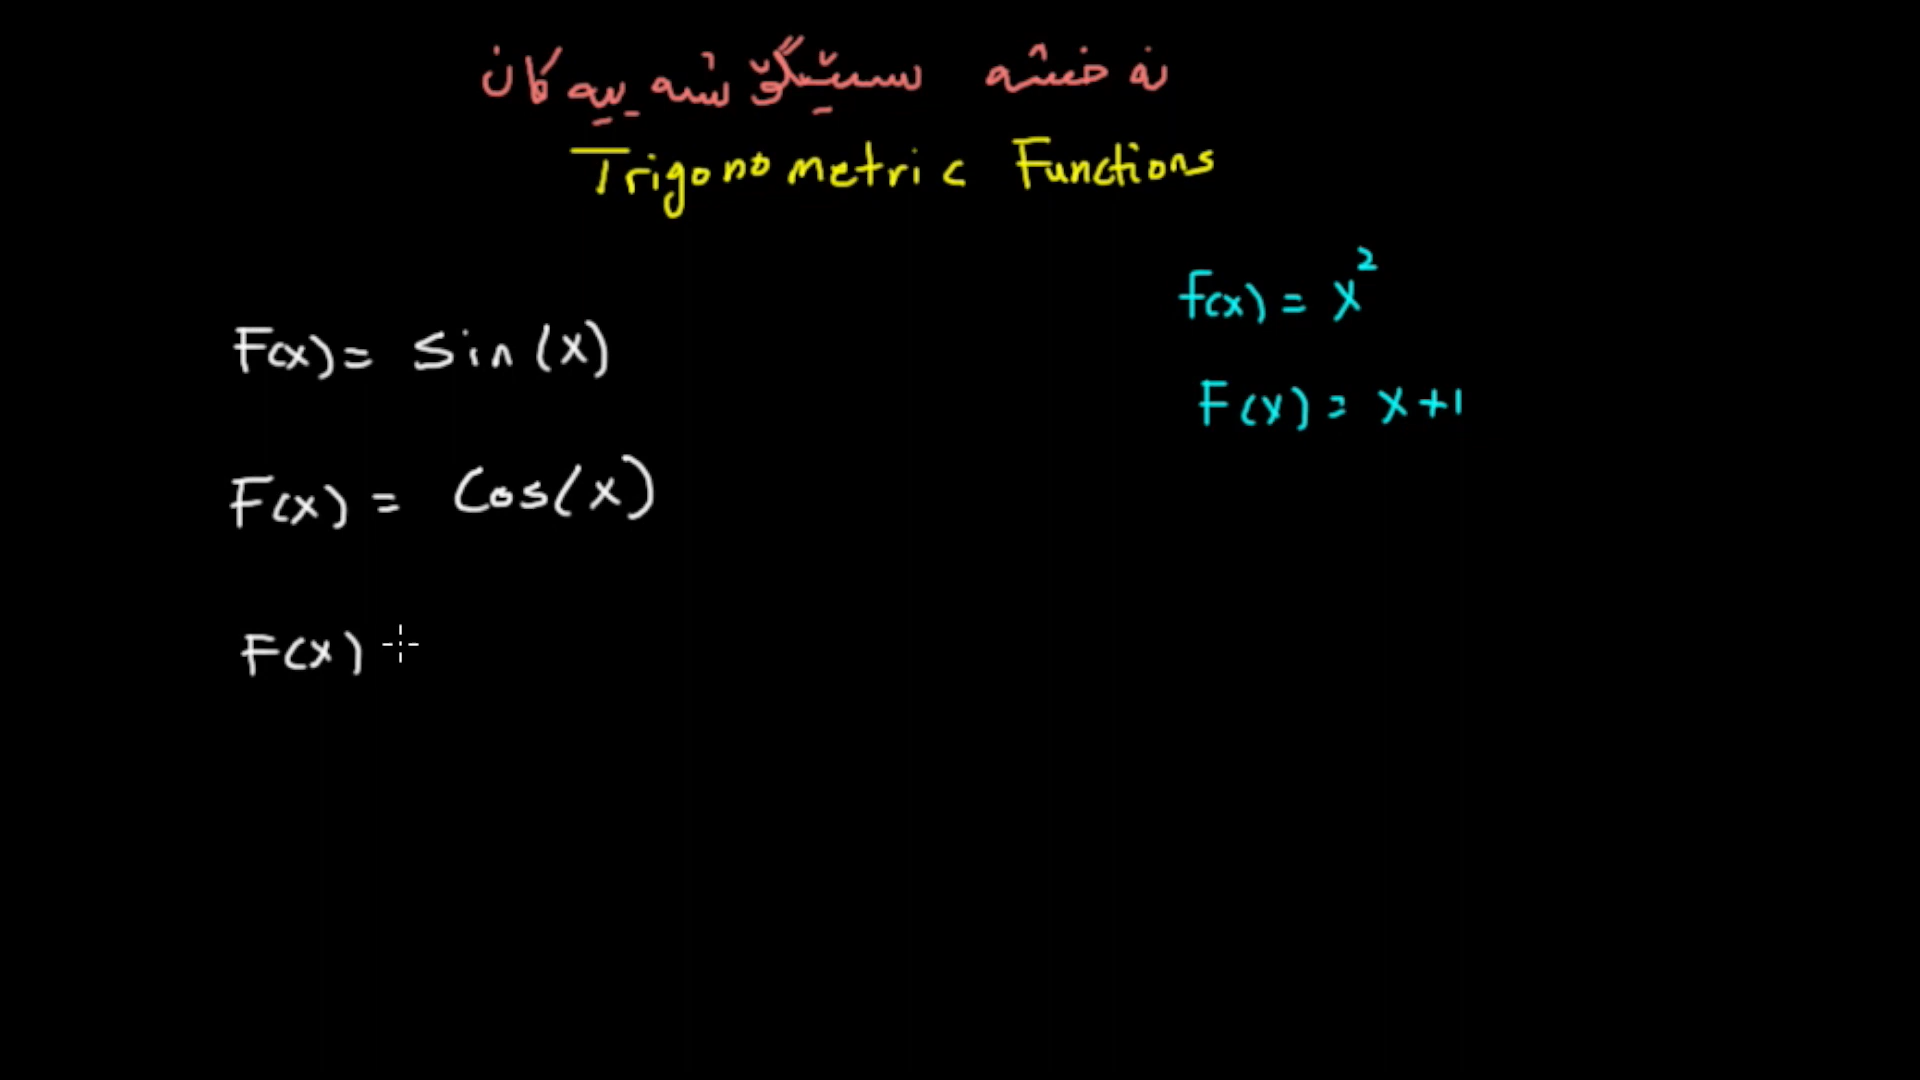 نەخشە سێگۆشەییەکان
Trigonometric Functions
f(x) = x²
F(x) = sin(x)
F(x) = x+1
F(x) = Cos(x)
F(x)